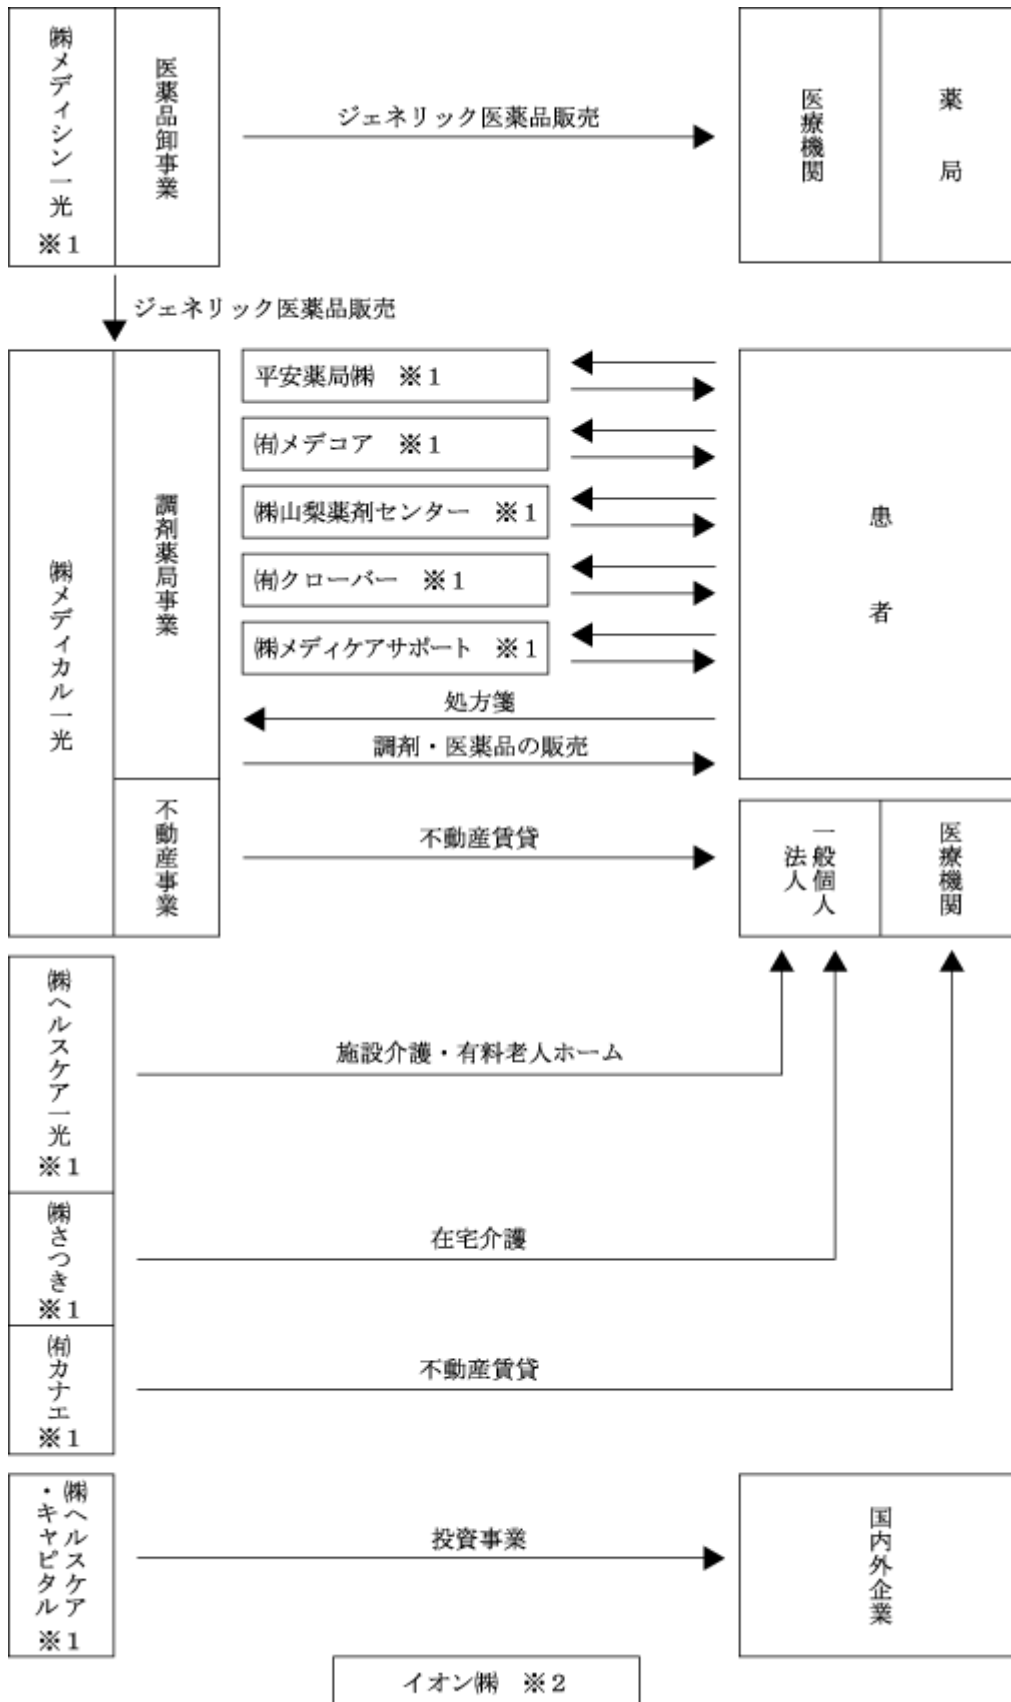 ㈱メディシン一光
※1
医薬品卸事業
ジェネリック医薬品販売
医療機関
薬局
ジェネリック医薬品販売
㈱メディカル一光
調剤薬局事業
平安薬局㈱ ※1
㈲メデコア ※1
㈱山梨薬剤センター ※1
㈲クローバー ※1
㈱メディケアサポート ※1
処方箋
調剤・医薬品の販売
患者
不動産事業
不動産賃貸
一般個人
法人
医療機関
㈱ヘルスケア一光
※1
施設介護・有料老人ホーム
㈱さつき
※1
在宅介護
㈲カナエ
※1
不動産賃貸
㈱ヘルスケア
・キャピタル
※1
投資事業
国内外企業
イオン㈱ ※2